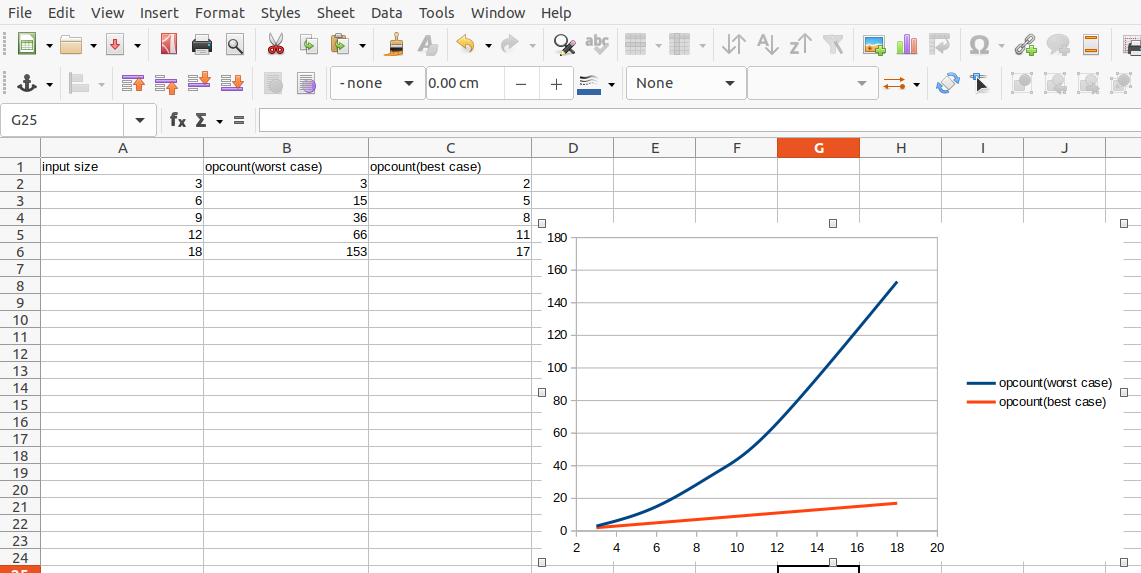 File Edit View Insert Format Styles Sheet Data Tools Window Help
abc
- none 0.00 cm None
G25 fx Σ =
A B C D E F G H I J
1 input size opcount(worst case) opcount(best case)
2 3 3 2
3 6 15 5
4 9 36 8
5 12 66 11
6 18 153 17
7
8
9
10
11
12
13
14
15
16
17
18
19
20
21
22
23
24
25
180
160
140
120
100
80
60
40
20
0
2 4 6 8 10 12 14 16 18 20
opcount(worst case)
opcount(best case)